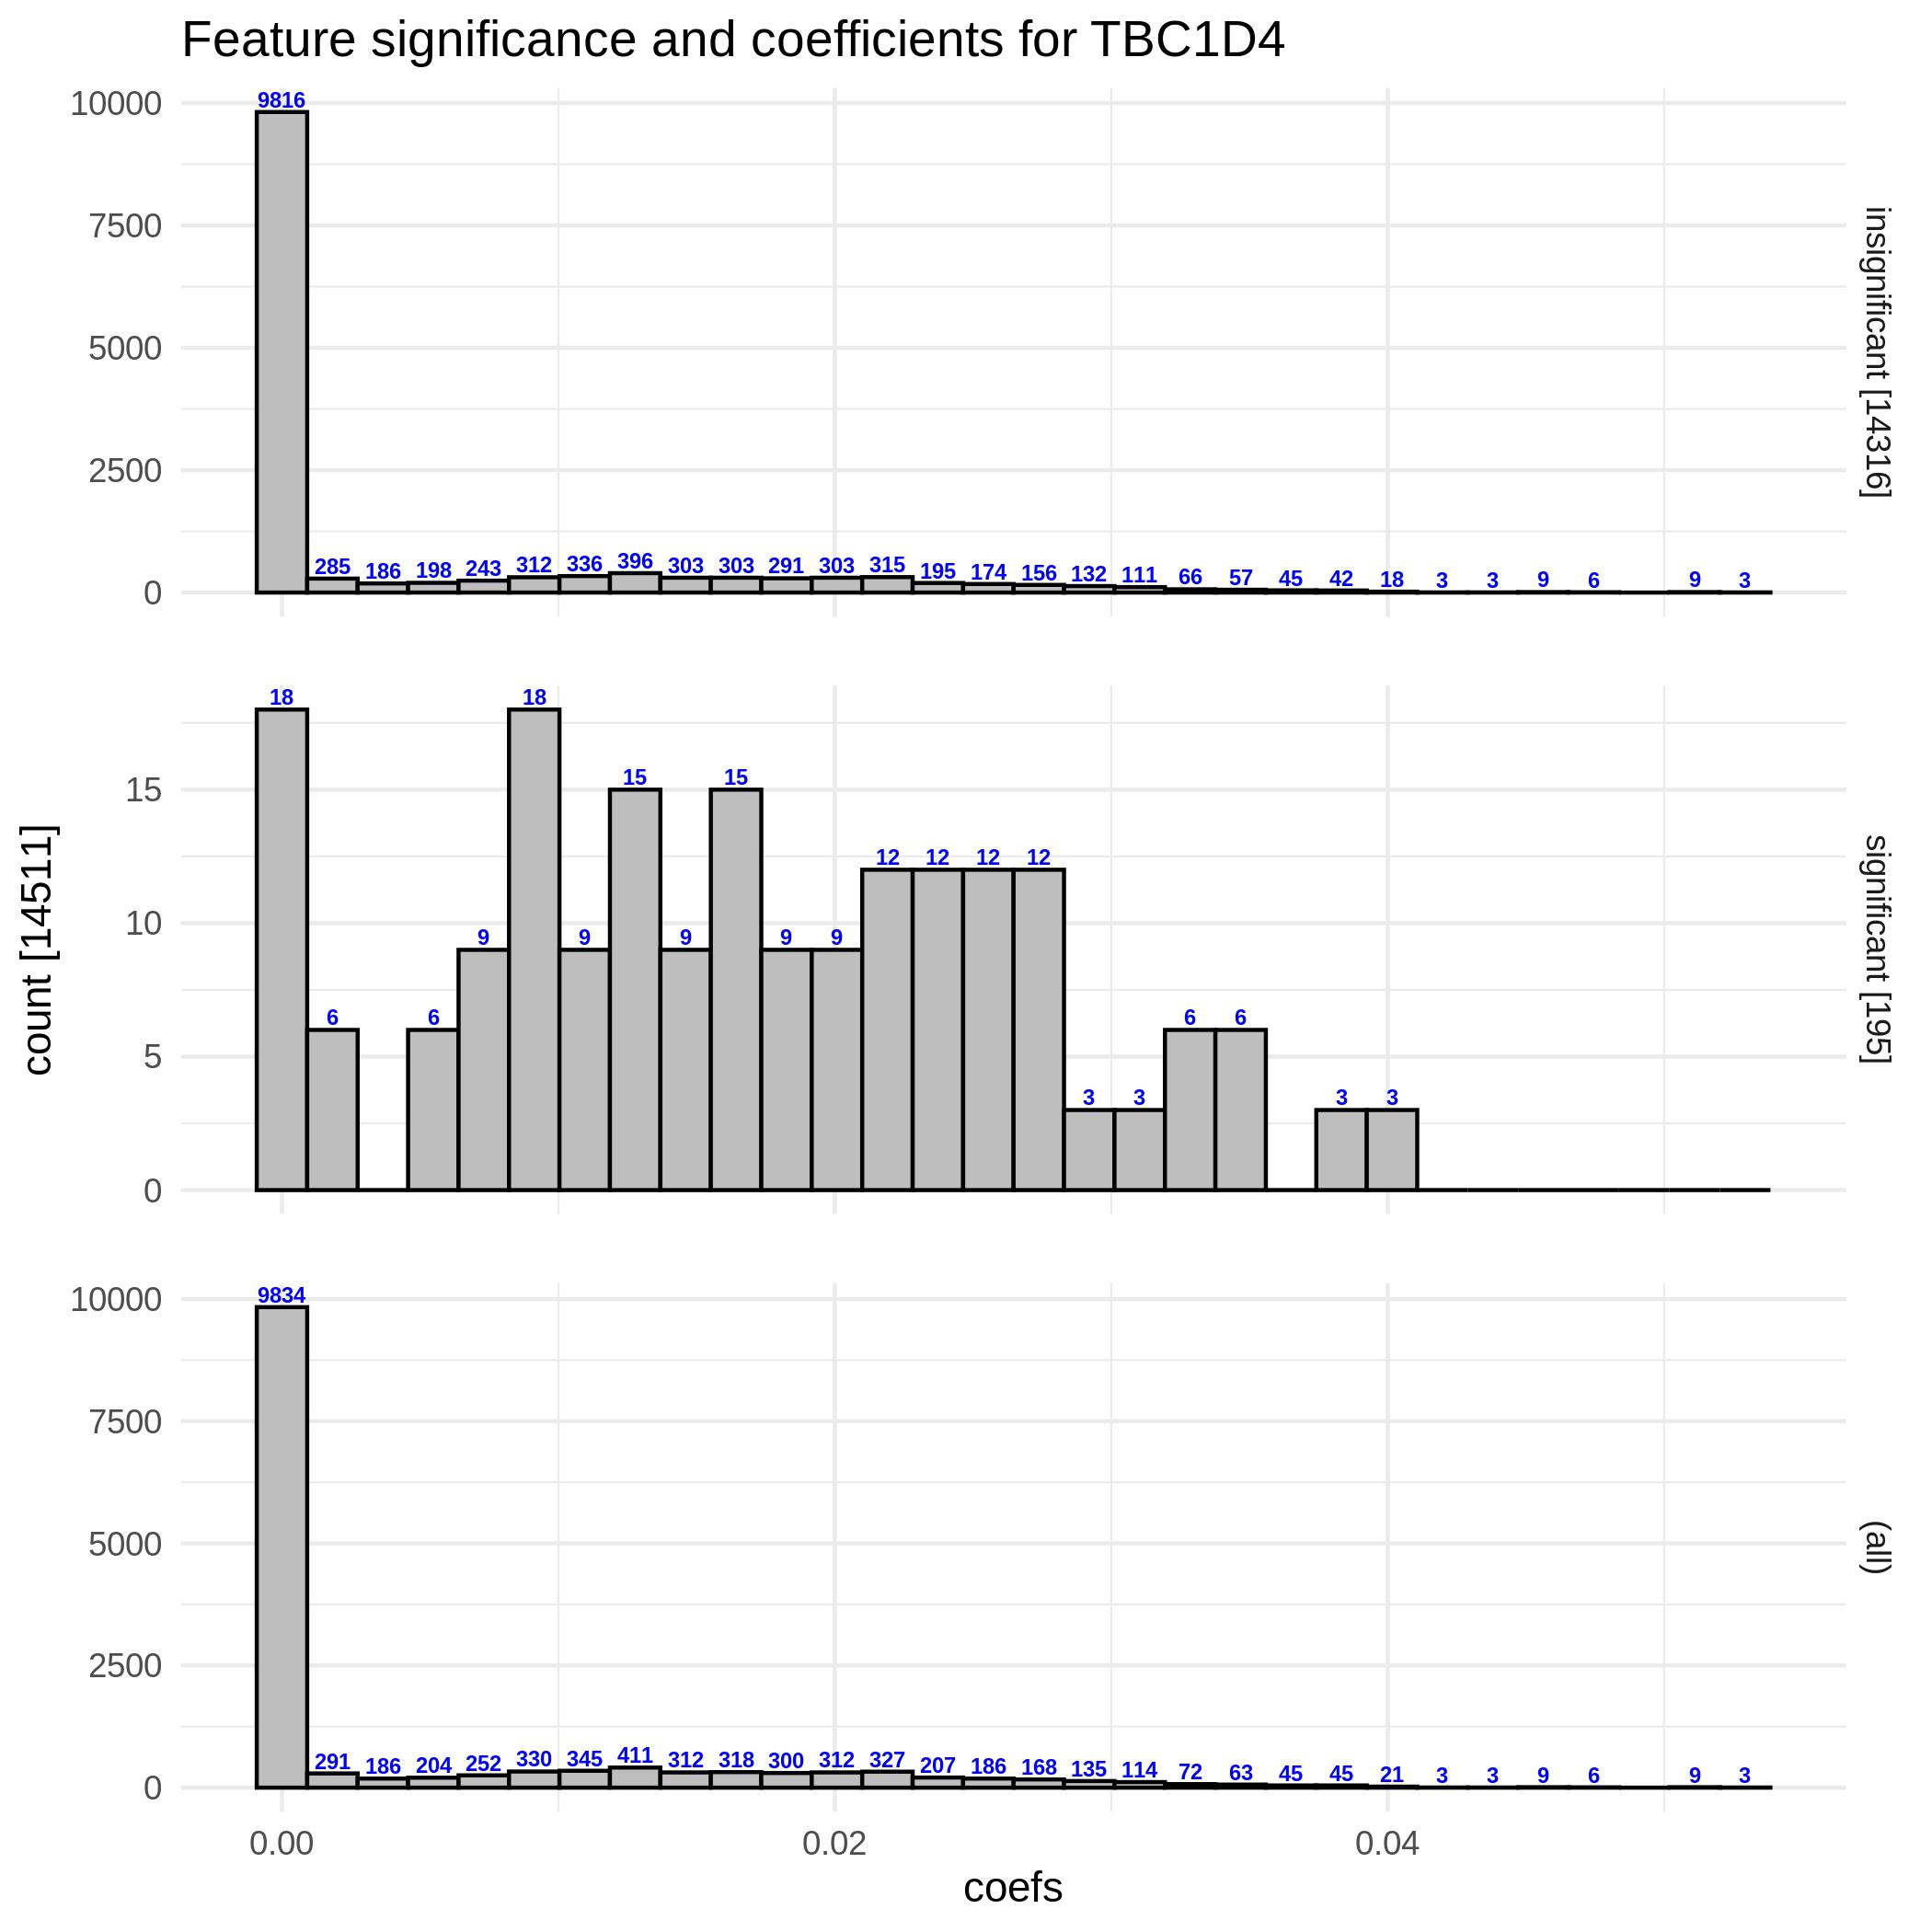 Feature significance and coefficients for TBC1D4
10000
7500
5000
2500
0
9816
285 186 198 243 312 336 396 303 303 291 303 315 195 174 156 132 111 66 57 45 42 18 3 3 9 6 9 3
insignificant [14316]
count [14511]
15
10
5
0
18 6 6 9 18 9 15 9 15 9 9 12 12 12 12 3 3 6 6 3 3
significant [195]
10000
7500
5000
2500
0
9834
291 186 204 252 330 345 411 312 318 300 312 327 207 186 168 135 114 72 63 45 45 21 3 3 9 6 9 3
(all)
0.00 0.02 0.04
coefs